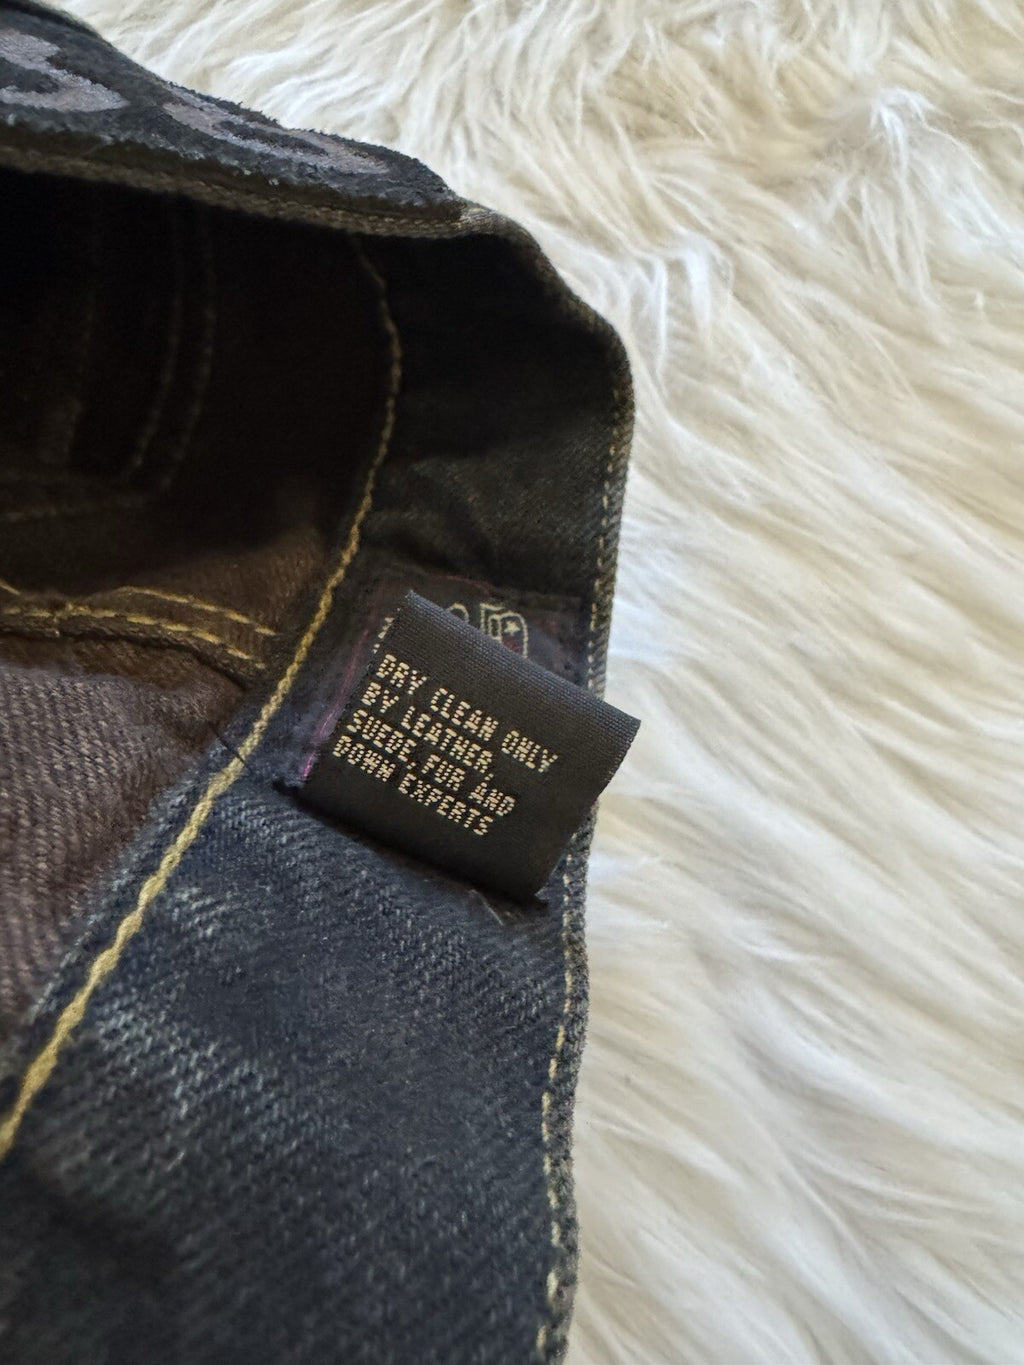 DRY CLEAN ONLY
BY LEATHER,
SUEDE, FUR AND
DOWN EXPERTS